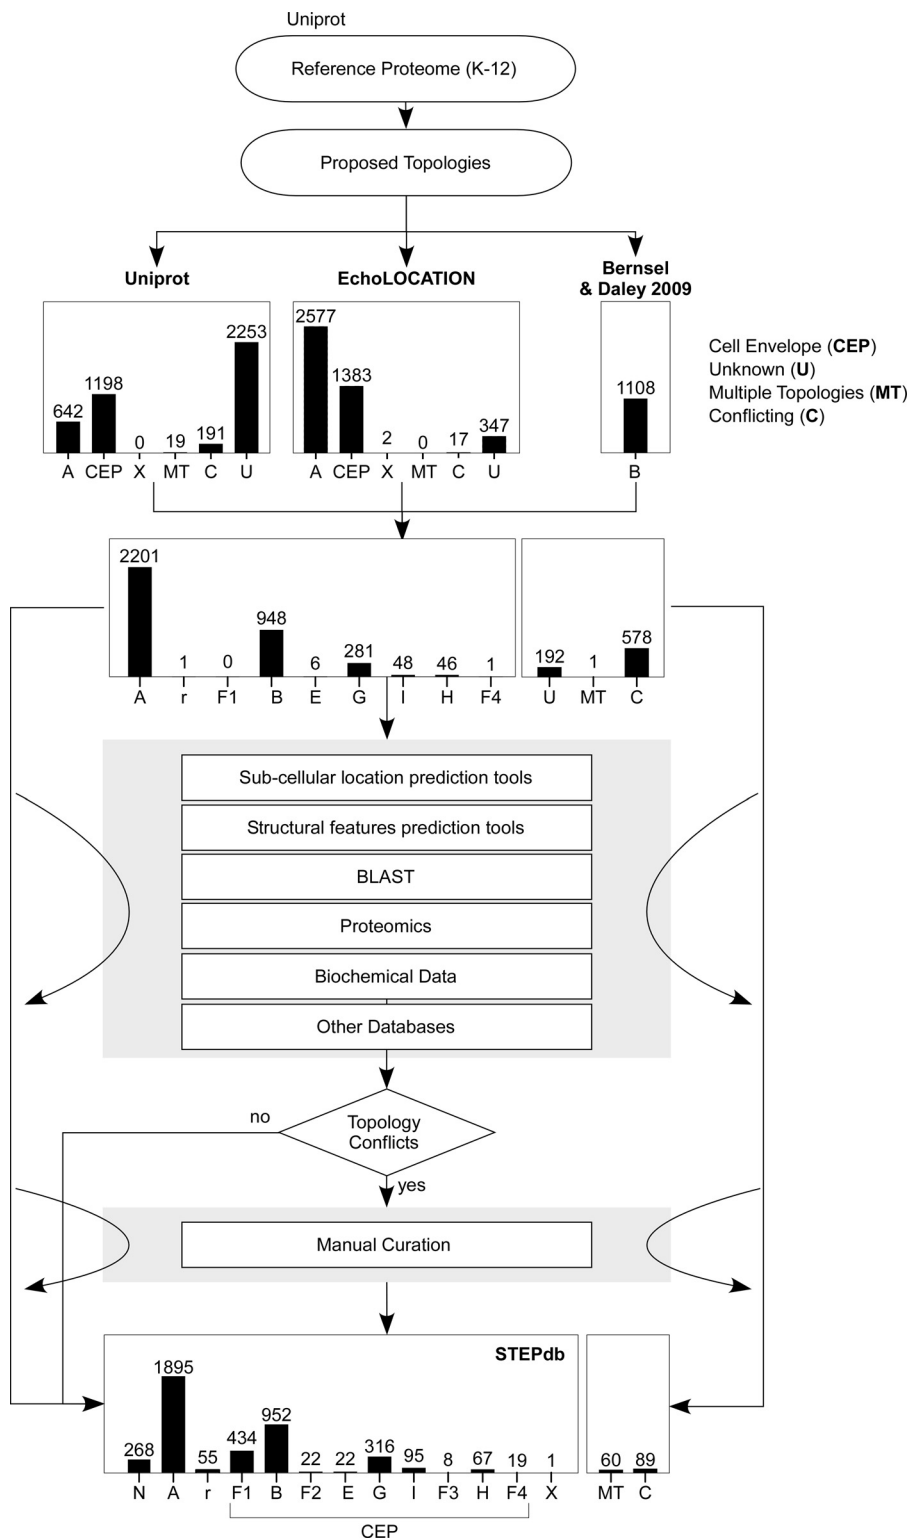 Uniprot
Reference Proteome (K-12)
Proposed Topologies
Uniprot
EchoLOCATION
Bernsel
& Daley 2009
642 1198 0 19 191 2253
A CEP X MT C U
2577 1383 2 0 17 347
A CEP X MT C U
1108
B
Cell Envelope (CEP)
Unknown (U)
Multiple Topologies (MT)
Conflicting (C)
2201 1 0 948 6 281 48 46 1
A r F1 B E G I H F4
192 1 578
U MT C
Sub-cellular location prediction tools
Structural features prediction tools
BLAST
Proteomics
Biochemical Data
Other Databases
no
Topology
Conflicts
yes
Manual Curation
STEPdb
268 1895 55 434 952 22 22 316 95 8 67 19 1
N A r F1 B F2 E G I F3 H F4 X
60 89
MT C
CEP